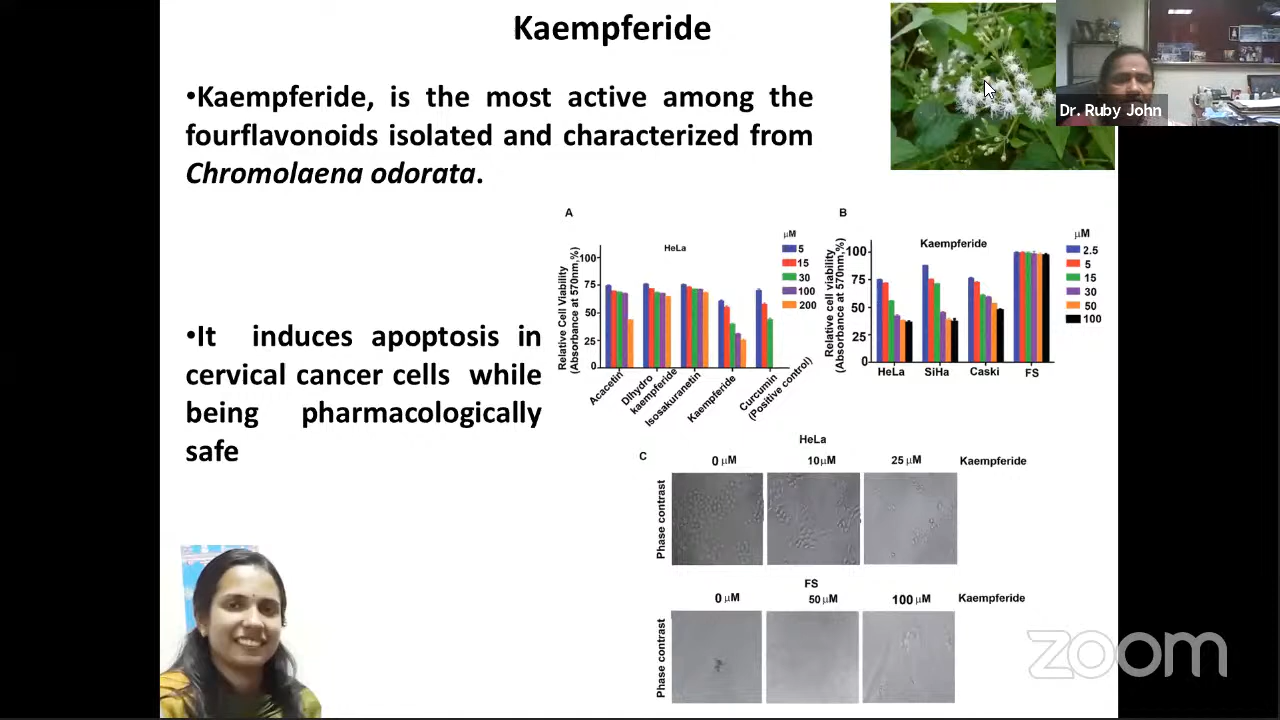 Kaempferide
•Kaempferide, is the most active among the
fourflavonoids isolated and characterized from
Chromolaena odorata.
Dr. Ruby John
•It induces apoptosis in
cervical cancer cells while
being pharmacologically
safe
A
HeLa
Relative Cell Viability
(Absorbance at 570nm,%)
100
75
50
25
0
μM
5
15
30
100
200
Acacetin
Dihydro
kaempferide
Isosakuranetin
Kaempferide
Curcumin
(Positive control)
B
Kaempferide
Relative cell viability
(Absorbance at 570nm,%)
100
75
50
25
0
μM
2.5
5
15
30
50
100
HeLa SiHa Caski FS
C
HeLa
0 μM 10μM 25 μM Kaempferide
Phase contrast
FS
0 μM 50 μM 100 μM Kaempferide
Phase contrast
zoom